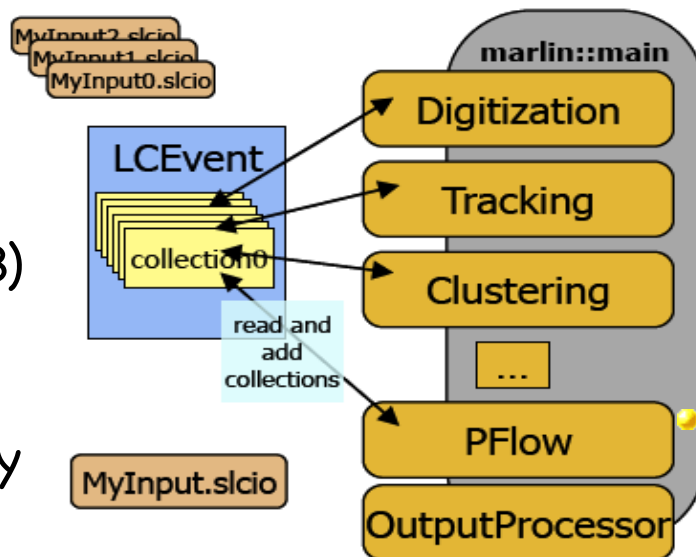 MyInput2.slcio
MyInput1.slcio
MyInput0.slcio
marlin::main
Digitization
LCEvent
Tracking
3)
collection0
Clustering
read and
add
collections
...
PFlow
y
MyInput.slcio
OutputProcessor